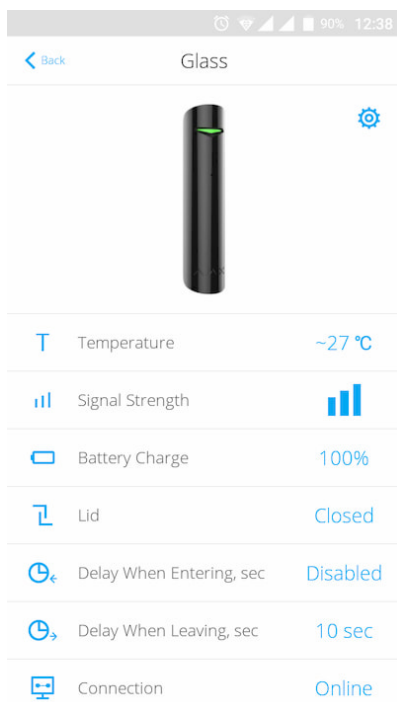 90% 12:38
Back
Glass
AJAX
T Temperature ~27 °C
Signal Strength
Battery Charge 100%
Lid Closed
Delay When Entering, sec Disabled
Delay When Leaving, sec 10 sec
Connection Online